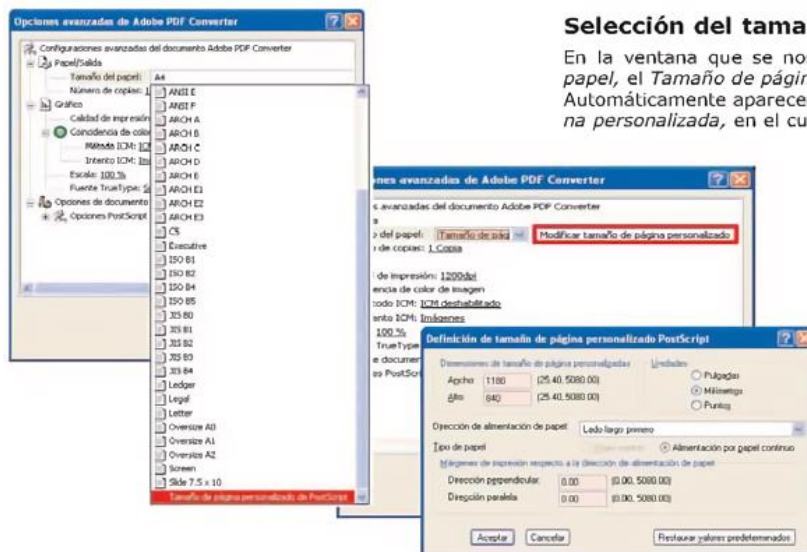 Opciones avanzadas de Adobe PDF Converter
Configuraciones avanzadas del documento Adobe PDF Converter
Papel/Salida
Tamaño del papel: A4
Número de copias: 1
Gráfico
Calidad de impresión
Coincidencia de color
Método ICM: IC
Intento ICM: Im
Escala: 100 %
Fuente TrueType: S
Opciones de documento
Opciones PostScript
ANSI E
ANSI F
ARCH A
ARCH B
ARCH C
ARCH D
ARCH E
ARCH E1
ARCH E2
ARCH E3
C5
Executive
ISO B1
ISO B2
ISO B4
ISO B5
JIS B0
JIS B1
JIS B2
JIS B3
JIS B4
Ledger
Legal
Letter
Oversize A0
Oversize A1
Oversize A2
Screen
Slide 7.5 x 10
Tamaño de página personalizado de PostScript
Selección del tama
En la ventana que se no
papel, el Tamaño de págin
Automáticamente aparece
na personalizada, en el cu
nes avanzadas de Adobe PDF Converter
s avanzadas del documento Adobe PDF Converter
a
o del papel: Tamaño de pág Modificar tamaño de página personalizado
o de copias: 1 Copia
de impresión: 1200dpi
encia de color de imagen
todo ICM: ICM deshabilitado
ento ICM: Imágenes
100 %
TrueType
e documen
es PostScri
Definición de tamaño de página personalizado PostScript
Dimensiones de tamaño de página personalizadas Unidades
Ancho 1180 (25.40, 5080.00) Pulgadas
Alto 840 (25.40, 5080.00) Milímetros
Puntos
Dirección de alimentación de papel: Lado largo primero
Tipo de papel Alimentación por papel continuo
Márgenes de impresión respecto a la dirección de alimentación de papel
Dirección perpendicular: 0.00 (0.00, 5080.00)
Dirección paralela: 0.00 (0.00, 5080.00)
Aceptar Cancelar Restaurar valores predeterminados